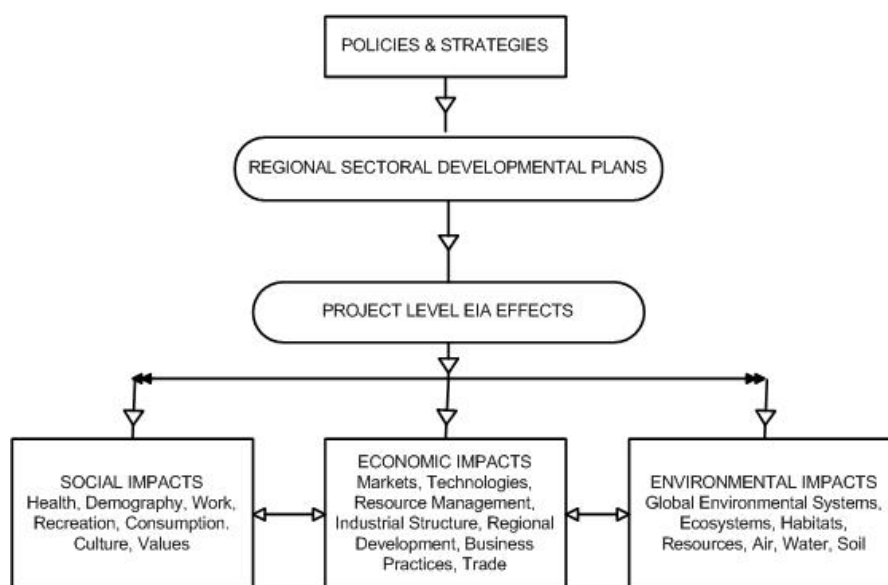 POLICIES & STRATEGIES
REGIONAL SECTORAL DEVELOPMENTAL PLANS
PROJECT LEVEL EIA EFFECTS
SOCIAL IMPACTS
Health, Demography, Work,
Recreation, Consumption.
Culture, Values
ECONOMIC IMPACTS
Markets, Technologies,
Resource Management,
Industrial Structure, Regional
Development, Business
Practices, Trade
ENVIRONMENTAL IMPACTS
Global Environmental Systems,
Ecosystems, Habitats,
Resources, Air, Water, Soil